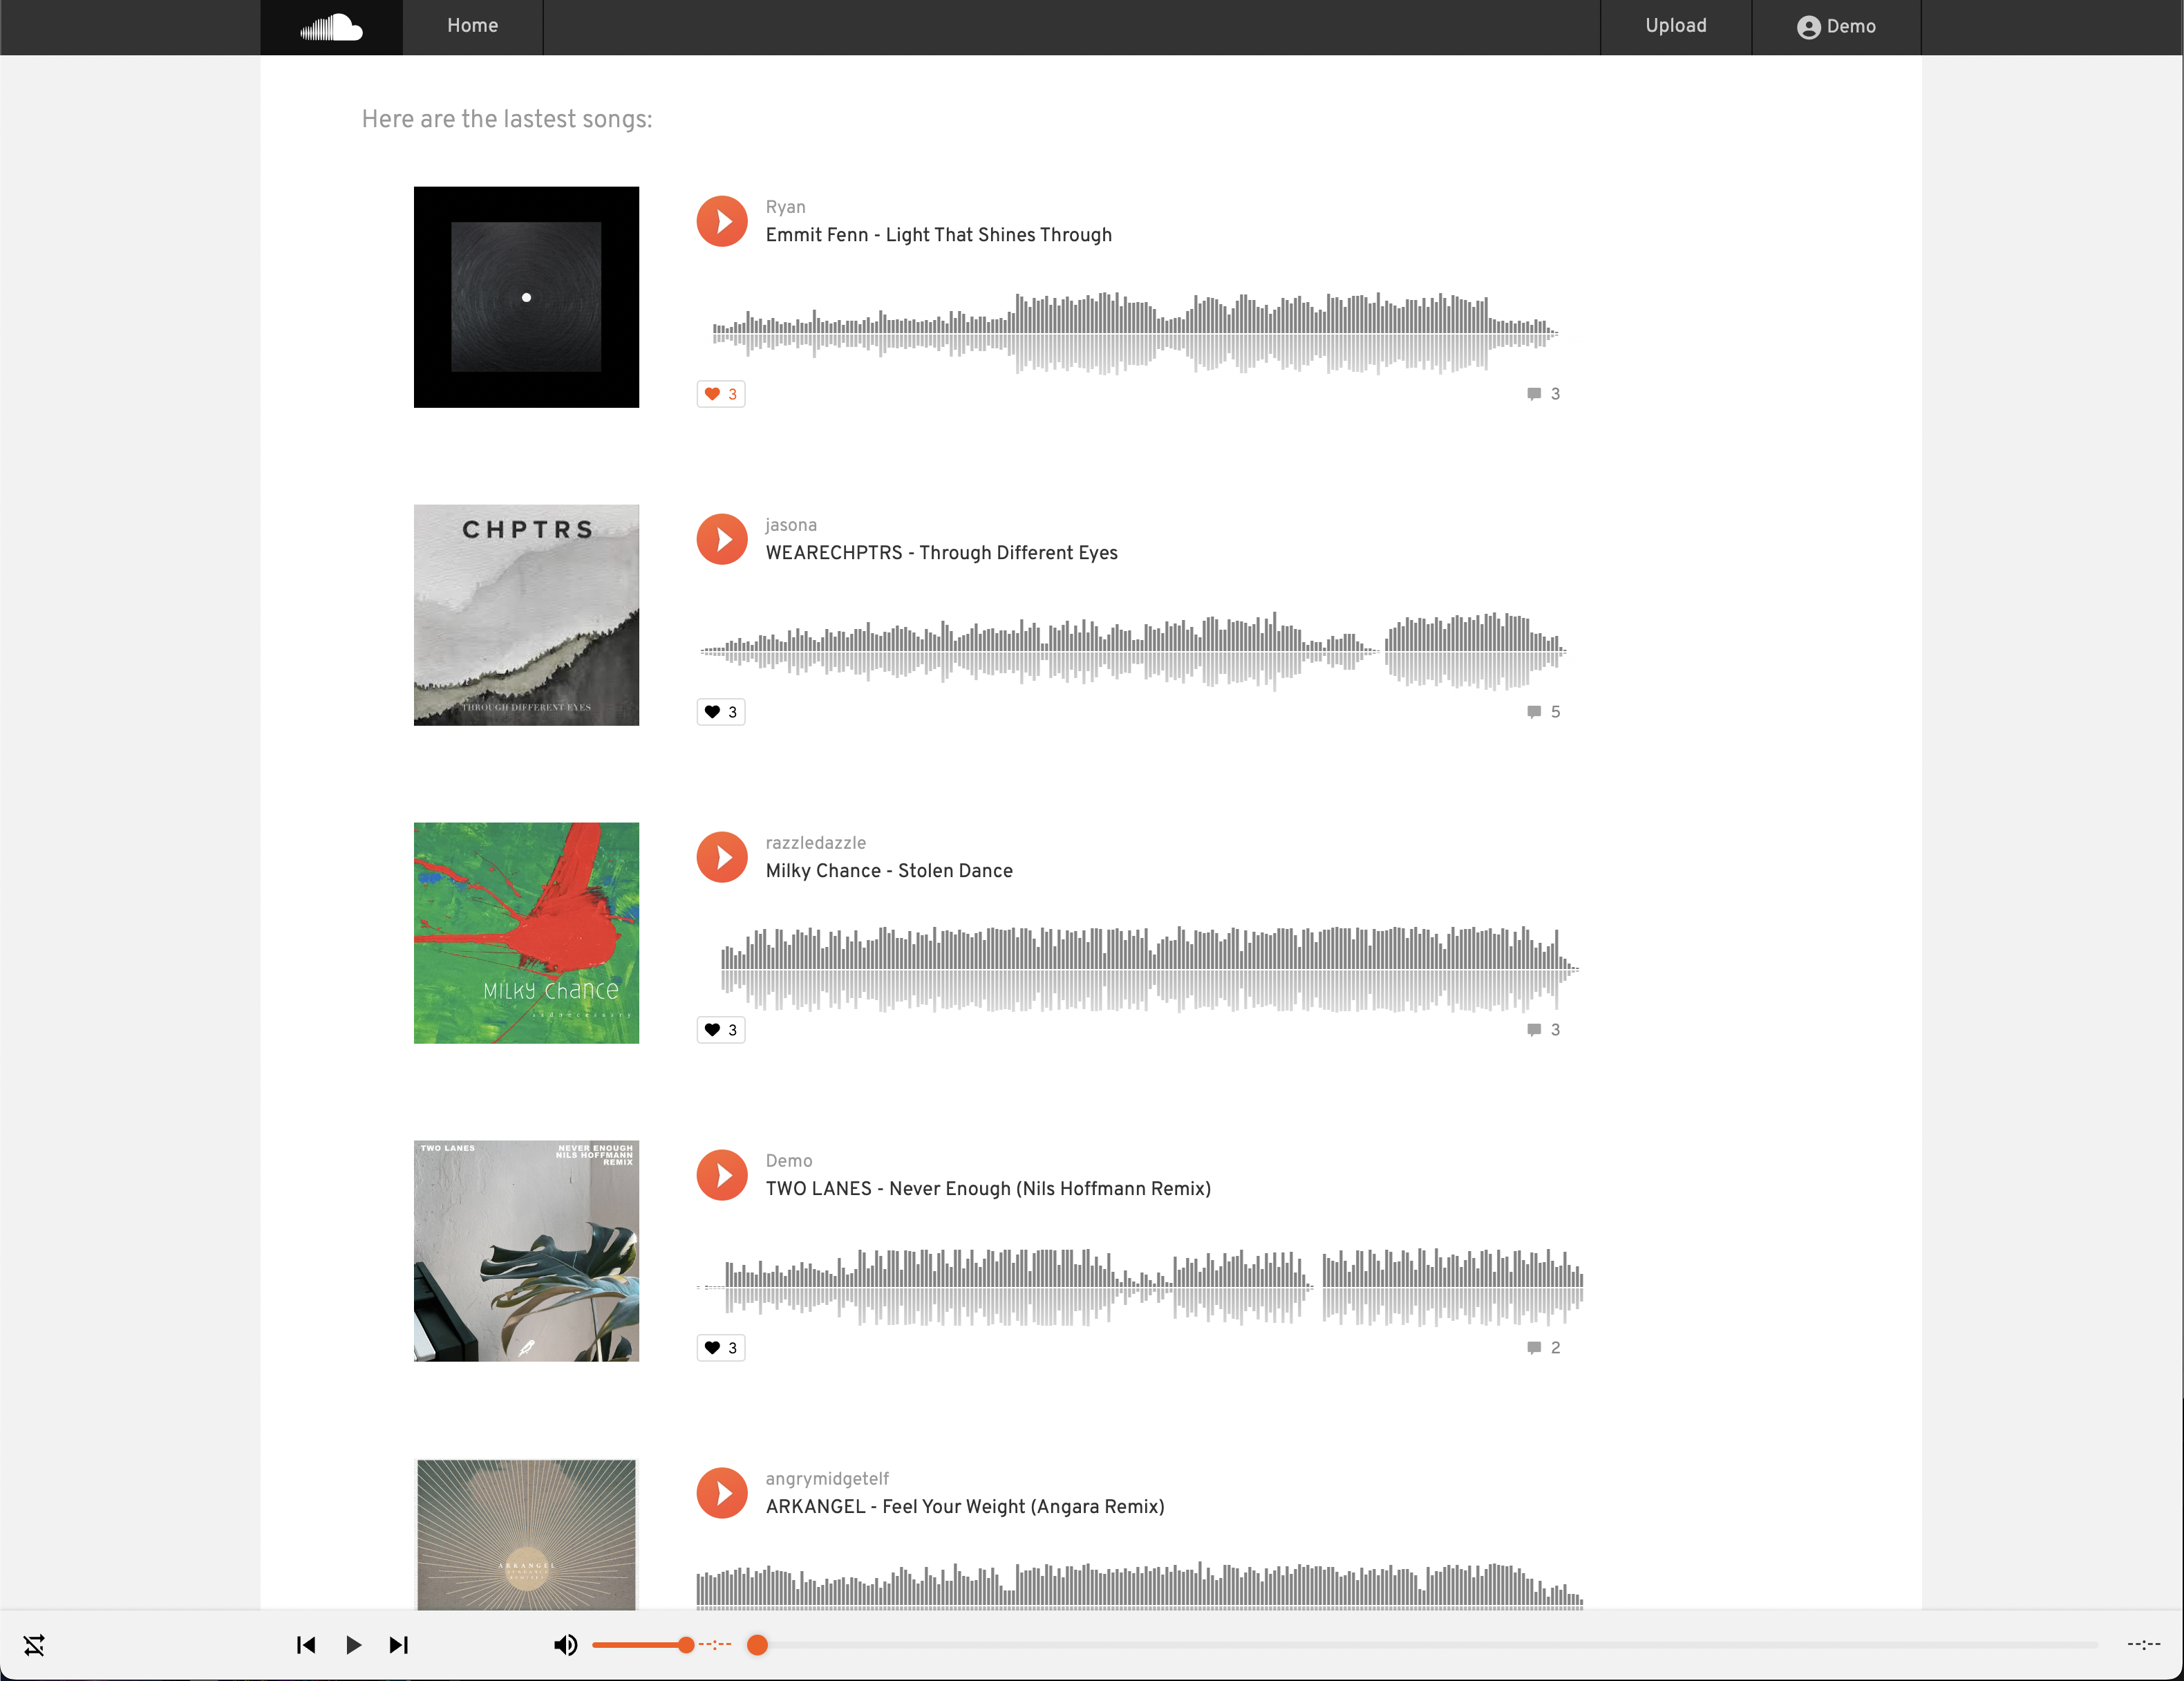 Home
Upload
Demo
Here are the lastest songs:
Ryan
Emmit Fenn - Light That Shines Through
3
3
CHPTRS
THROUGH DIFFERENT EYES
jasona
WEARECHPTRS - Through Different Eyes
3
5
MILKY Chance
sadnecessary
razzledazzle
Milky Chance - Stolen Dance
3
3
TWO LANES
NEVER ENOUGH
NILS HOFFMANN
REMIX
Demo
TWO LANES - Never Enough (Nils Hoffmann Remix)
3
2
ARKANGEL
angrymidgetelf
ARKANGEL - Feel Your Weight (Angara Remix)
--:--
--:--